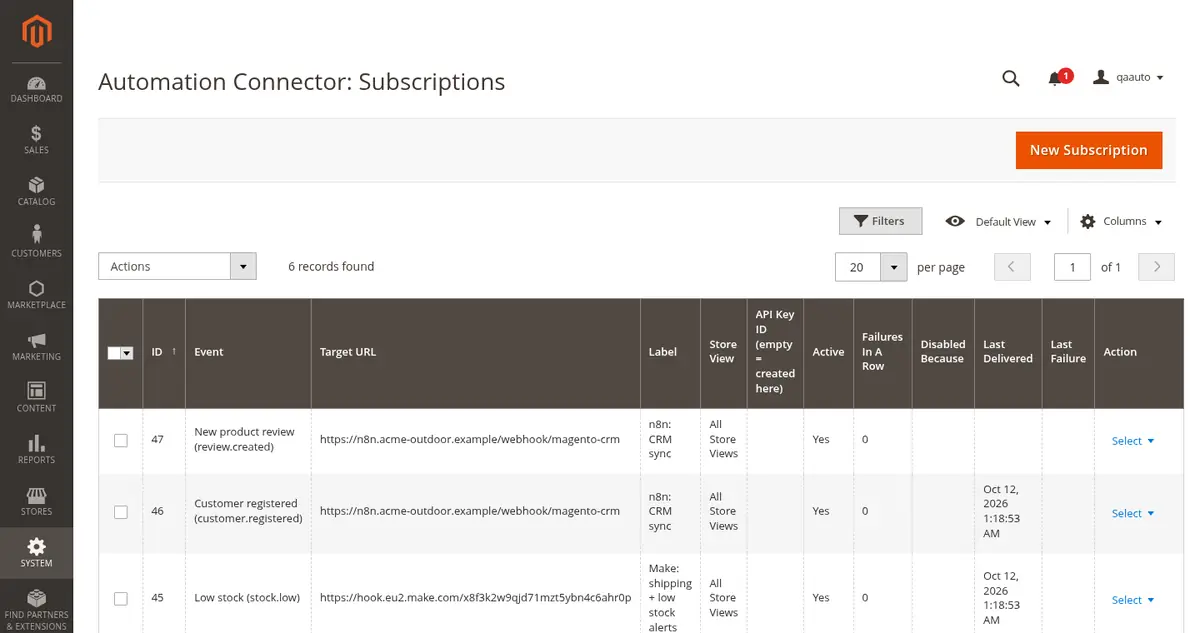 Automation Connector: Subscriptions
1
qaauto
DASHBOARD
SALES
CATALOG
CUSTOMERS
MARKETPLACE
MARKETING
CONTENT
REPORTS
STORES
SYSTEM
FIND PARTNERS
& EXTENSIONS
New Subscription
Filters
Default View
Columns
Actions
6 records found
20
per page
1
of 1
ID ↑
Event
Target URL
Label
Store
View
API Key
ID
(empty
=
created
here)
Active
Failures
In A
Row
Disabled
Because
Last
Delivered
Last
Failure
Action
47
New product review
(review.created)
https://n8n.acme-outdoor.example/webhook/magento-crm
n8n:
CRM
sync
All
Store
Views
Yes
0
Select
46
Customer registered
(customer.registered)
https://n8n.acme-outdoor.example/webhook/magento-crm
n8n:
CRM
sync
All
Store
Views
Yes
0
Oct 12,
2026
1:18:53
AM
Select
45
Low stock (stock.low)
https://hook.eu2.make.com/x8f3k2w9qjd71mzt5ybn4c6ahr0p
Make:
shipping
+ low
stock
alerts
All
Store
Views
Yes
0
Oct 12,
2026
1:18:53
AM
Select